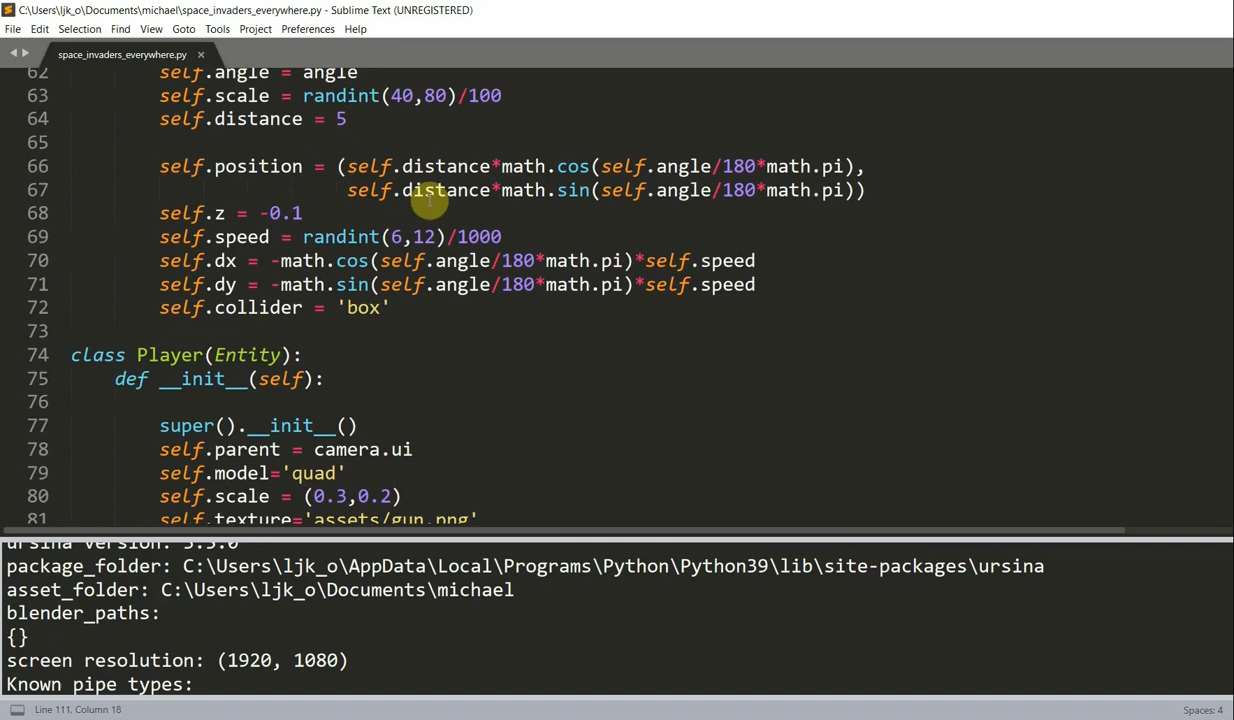 C:\Users\ljk_o\Documents\michael\space_invaders_everywhere.py - Sublime Text (UNREGISTERED)
File Edit Selection Find View Goto Tools Project Preferences Help
space_invaders_everywhere.py ×
62 self.angle = angle
63 self.scale = randint(40,80)/100
64 self.distance = 5
65
66 self.position = (self.distance*math.cos(self.angle/180*math.pi),
67 self.distance*math.sin(self.angle/180*math.pi))
68 self.z = -0.1
69 self.speed = randint(6,12)/1000
70 self.dx = -math.cos(self.angle/180*math.pi)*self.speed
71 self.dy = -math.sin(self.angle/180*math.pi)*self.speed
72 self.collider = 'box'
73
74 class Player(Entity):
75 def __init__(self):
76
77 super().__init__()
78 self.parent = camera.ui
79 self.model='quad'
80 self.scale = (0.3,0.2)
81 self.texture='assets/gun.png'
ursina version: 3.3.0
package_folder: C:\Users\ljk_o\AppData\Local\Programs\Python\Python39\lib\site-packages\ursina
asset_folder: C:\Users\ljk_o\Documents\michael
blender_paths:
{}
screen resolution: (1920, 1080)
Known pipe types:
Line 111, Column 18 Spaces: 4